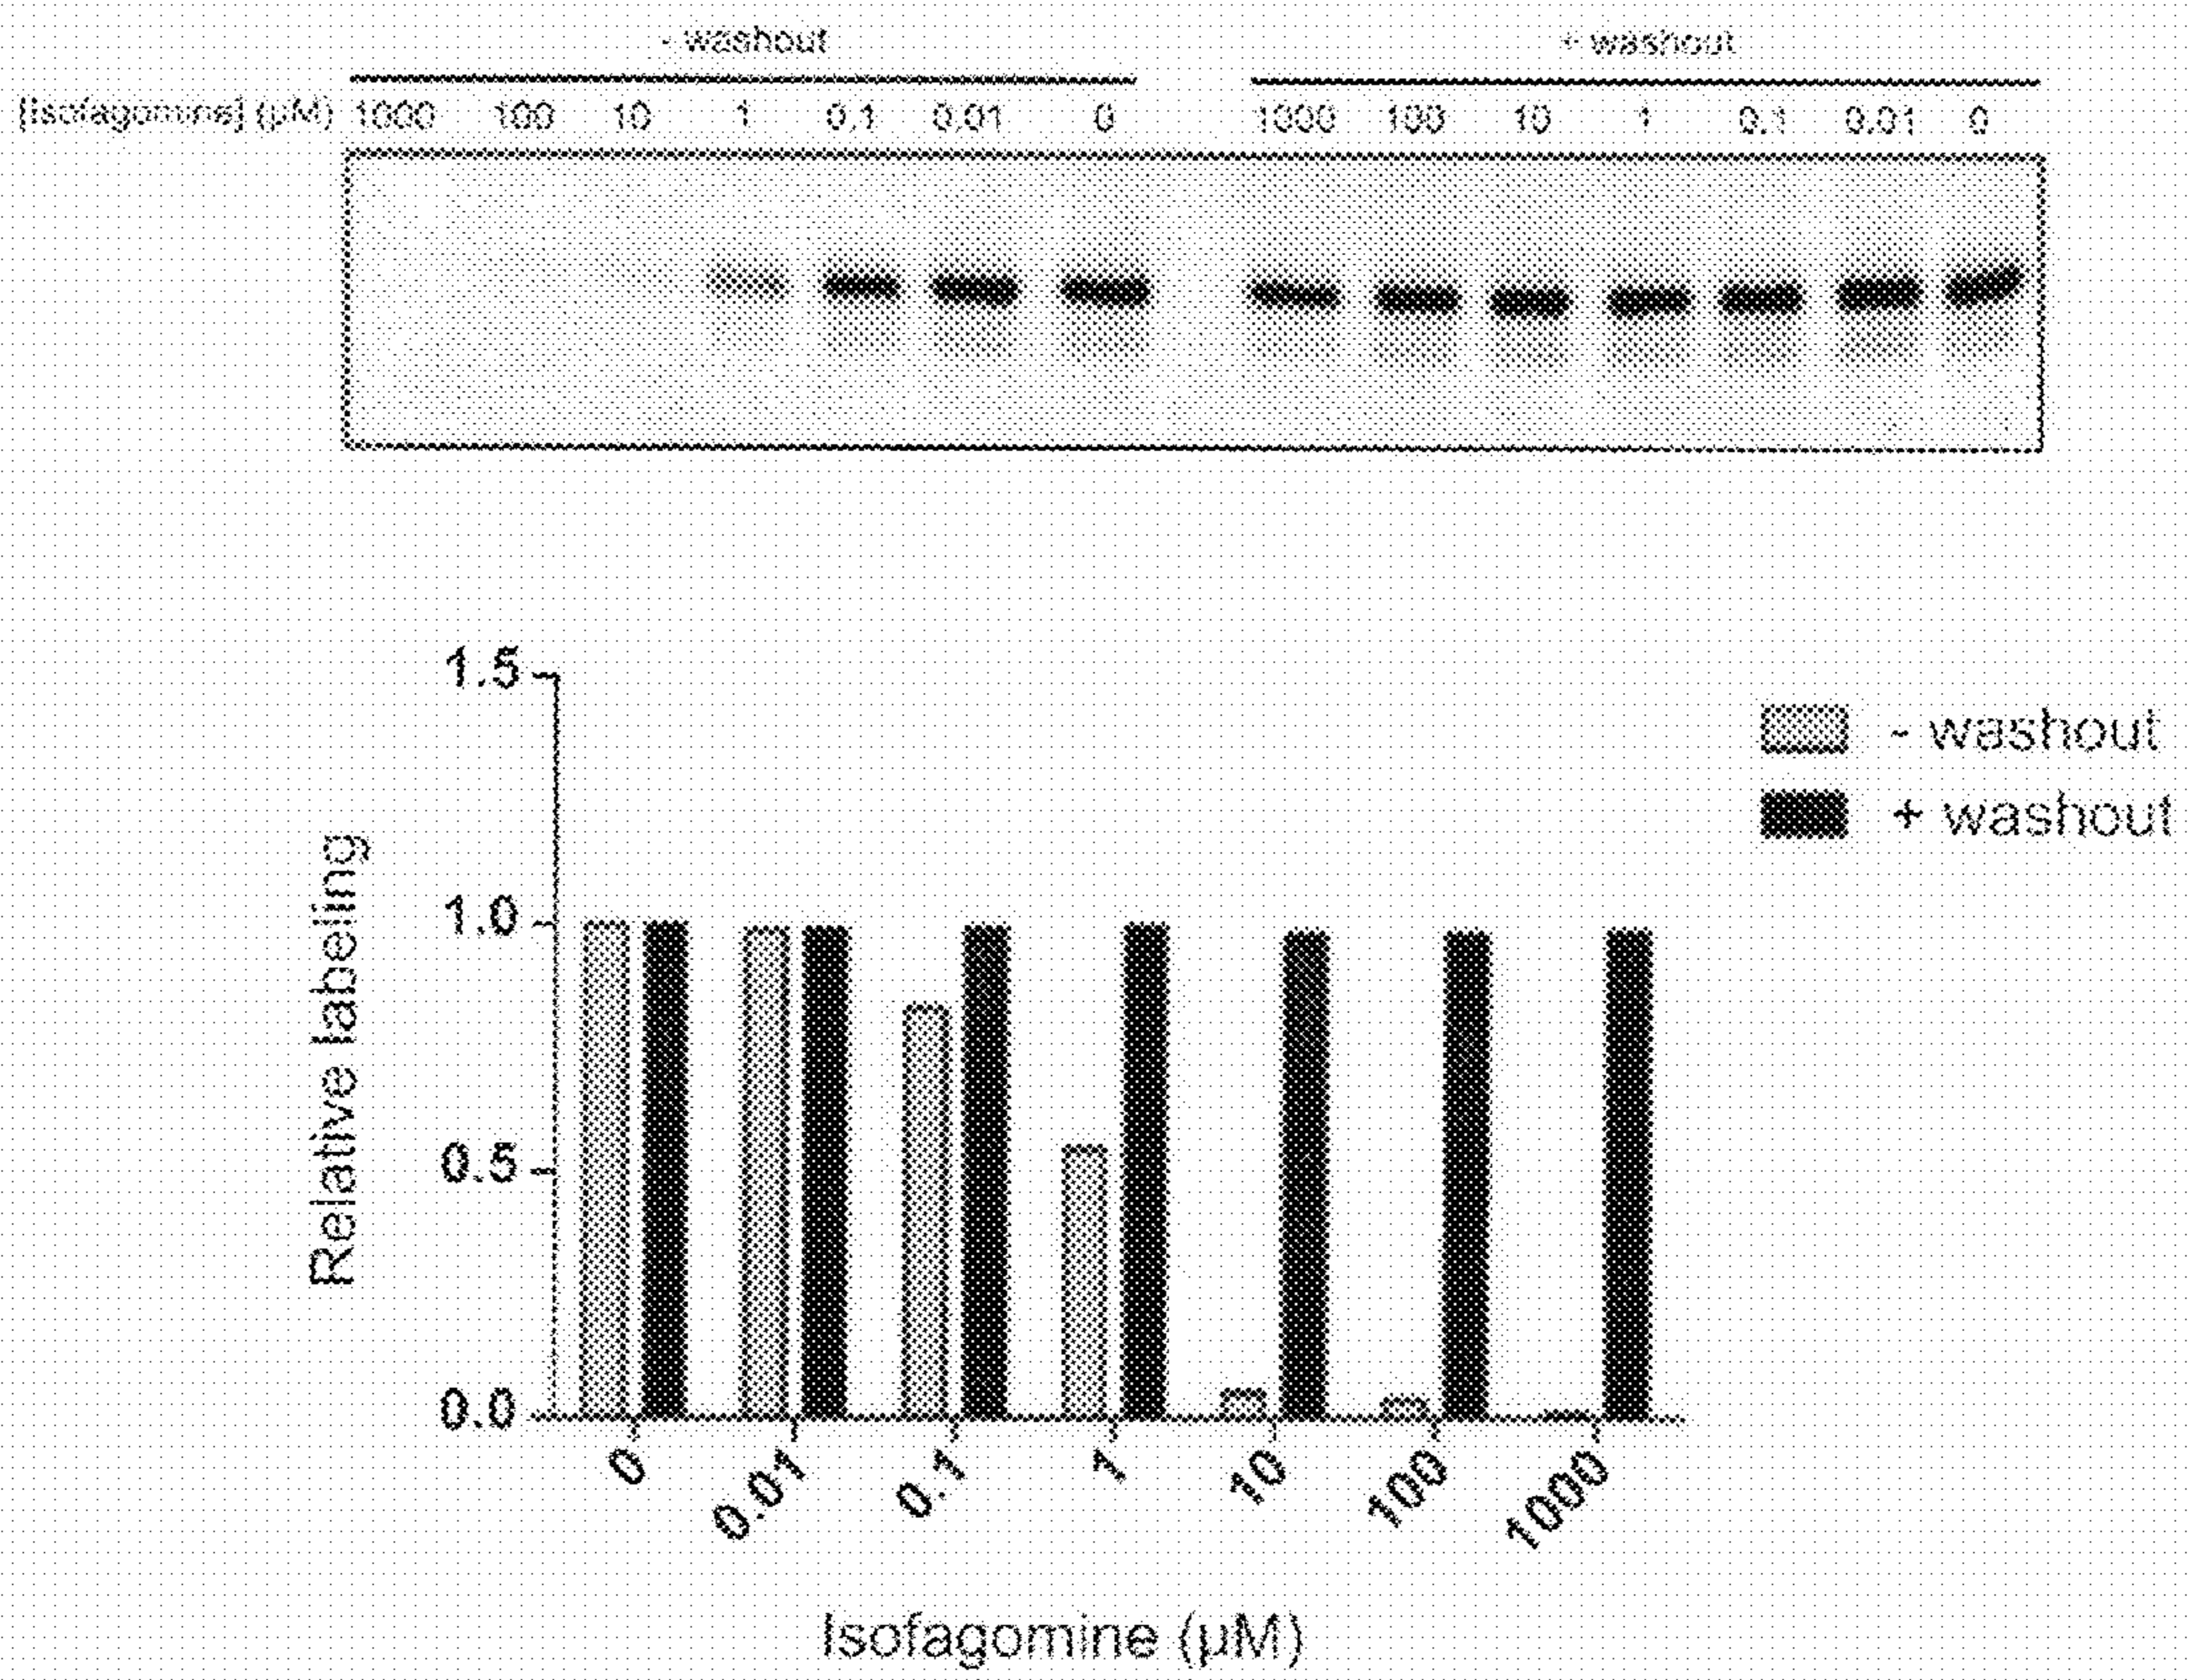 - washout + washout
[Isofagomine] (µM) 1000 100 10 1 0.1 0.01 0 1000 100 10 1 0.1 0.01 0
1.5
- washout
+ washout
1.0
Relative labeling
0.5
0.0
0 0.01 0.1 1 10 100 1000
Isofagomine (µM)